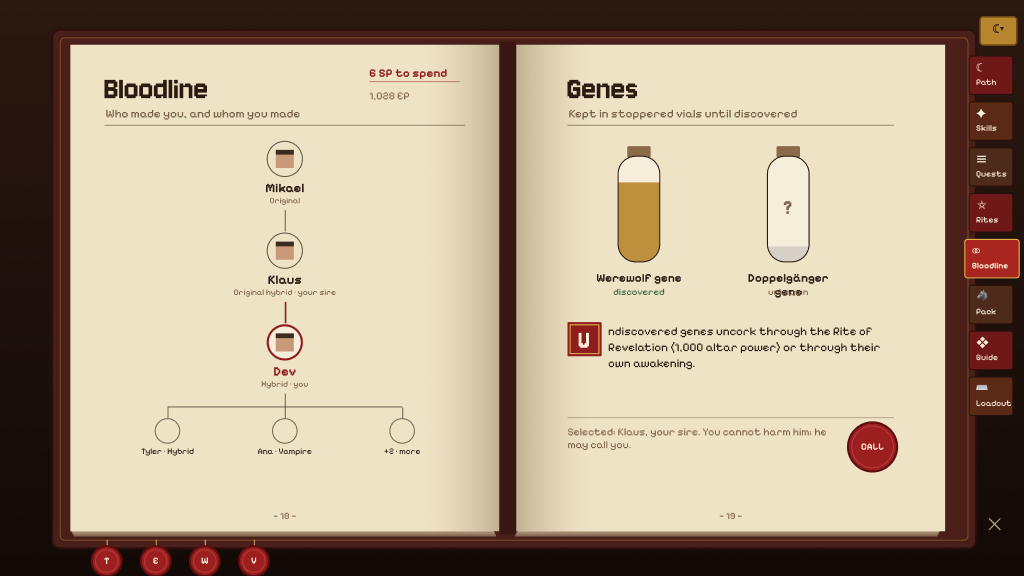 Bloodline
6 SP to spend
1,028 EP
Who made you, and whom you made
Mikael
Original
Klaus
Original hybrid · your sire
Dev
Hybrid · you
Tyler · Hybrid
Ana · Vampire
+2 · more
- 18 -
Genes
Kept in stoppered vials until discovered
?
Werewolf gene
discovered
Doppelgänger
gene
Undiscovered genes uncork through the Rite of
Revelation (1,000 altar power) or through their
own awakening.
Selected: Klaus, your sire. You cannot harm him; he
may call you.
CALL
- 19 -
Path
Skills
Quests
Rites
Bloodline
Pack
Guide
Loadout
T
E
W
V